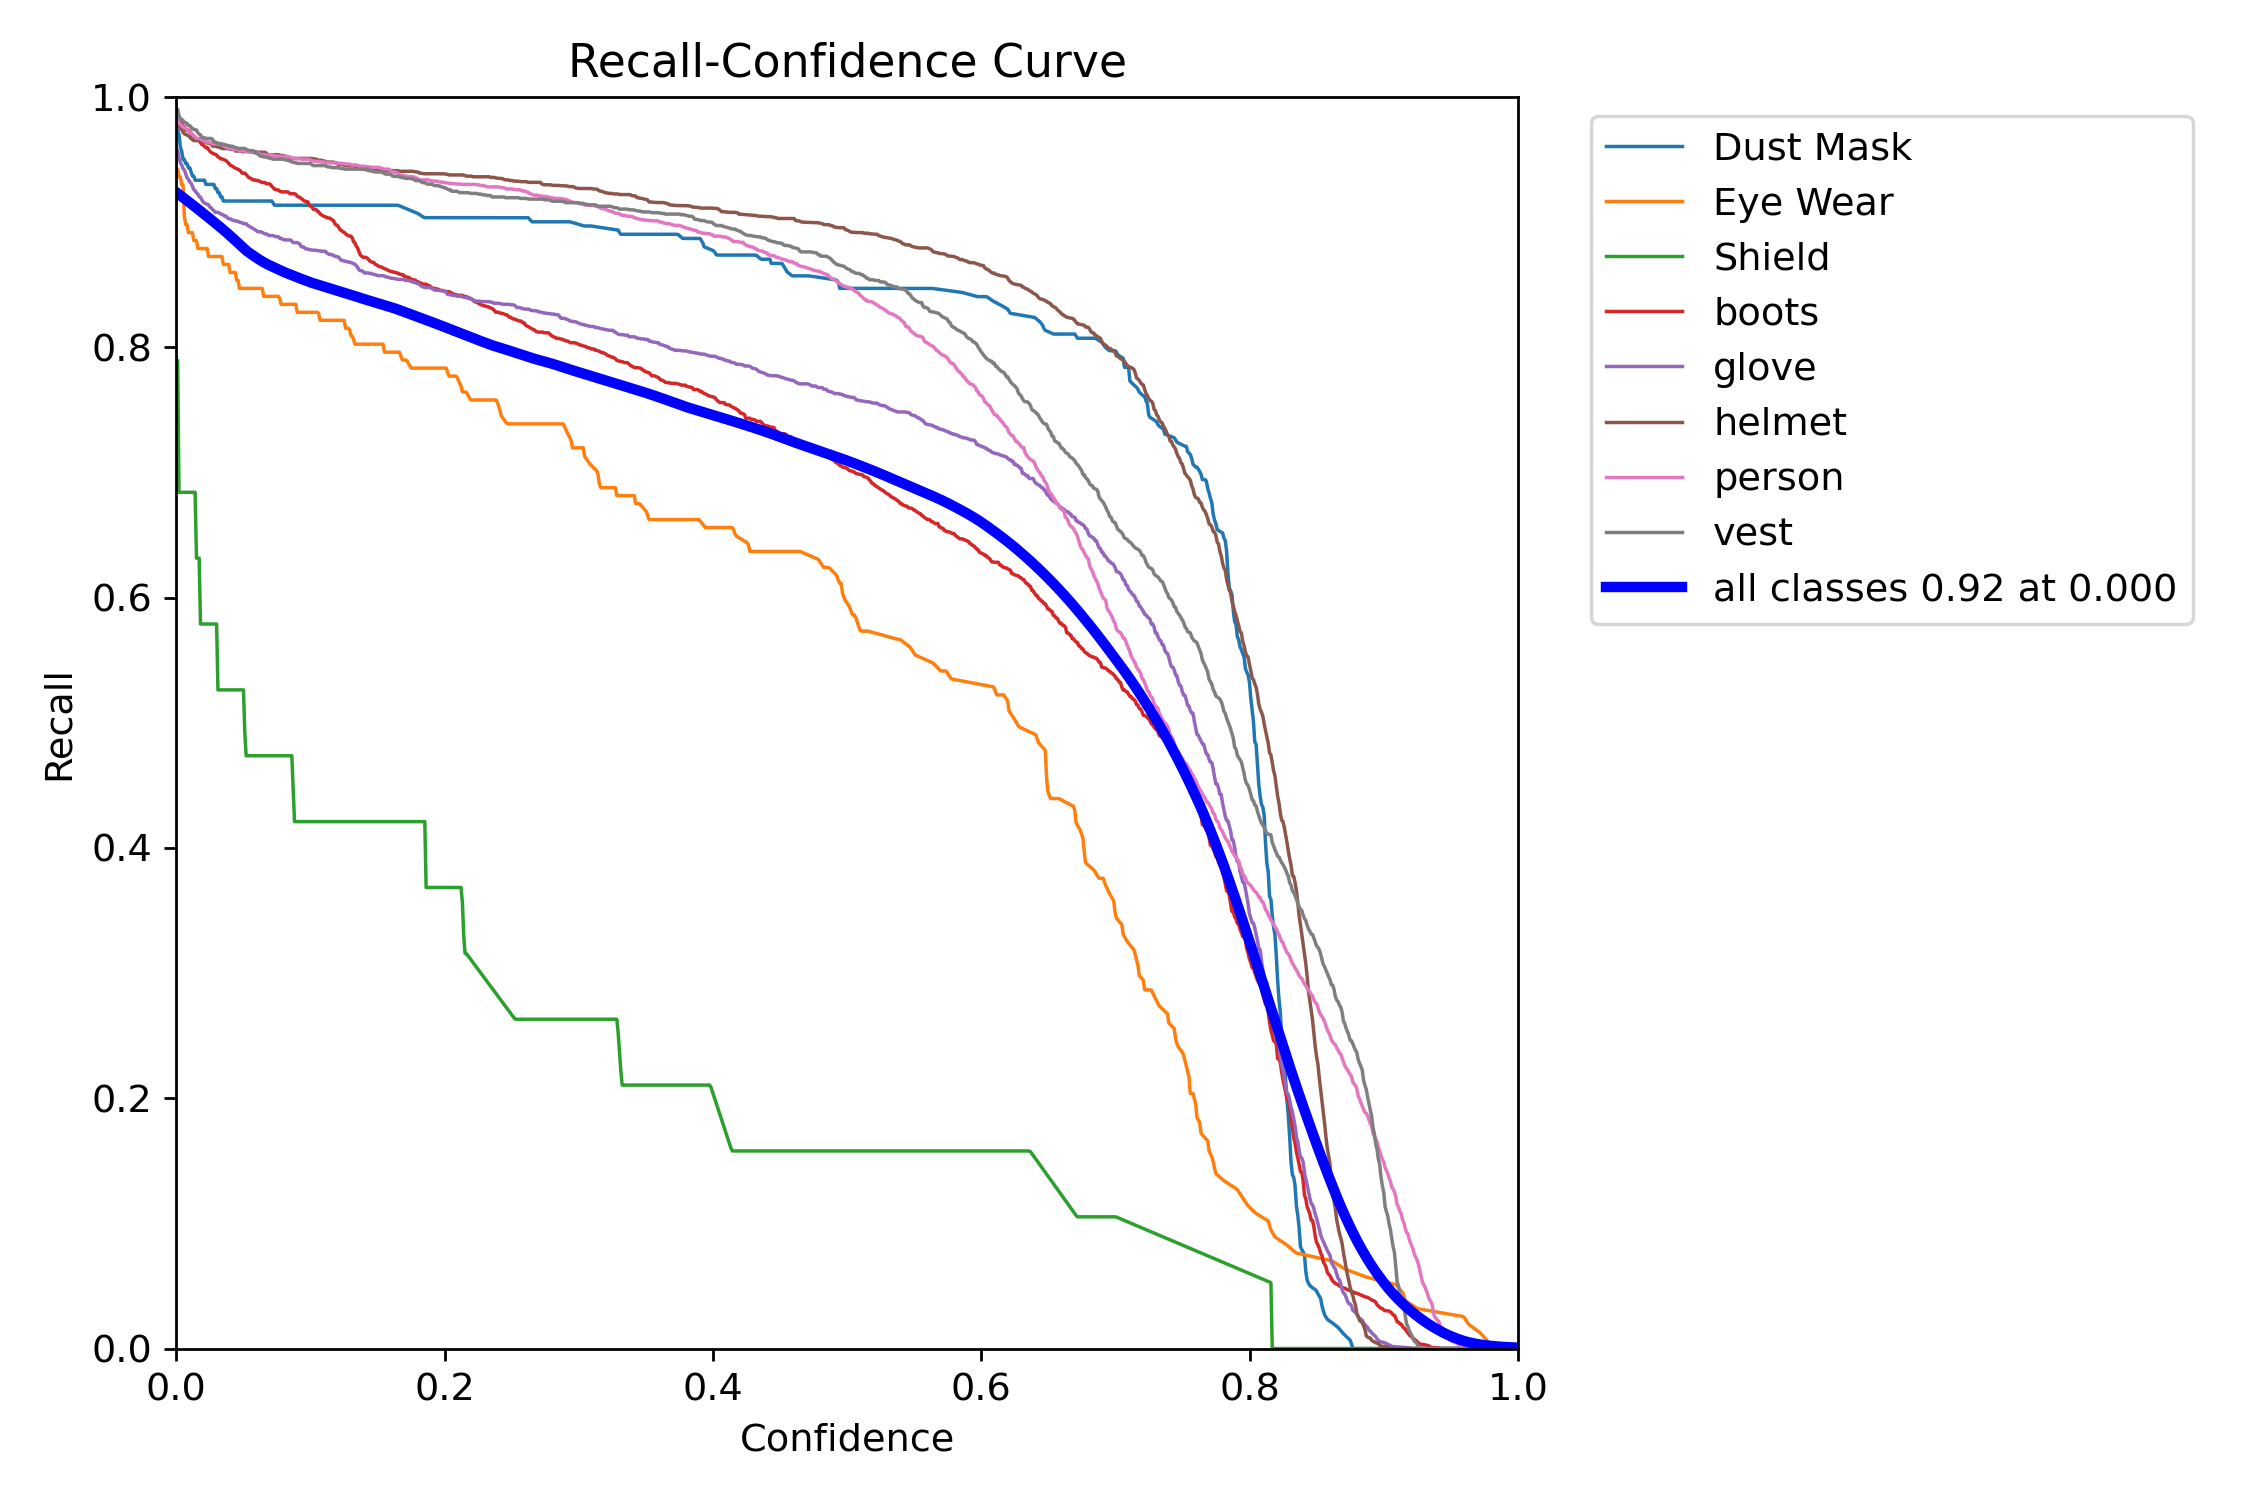 Recall-Confidence Curve
1.0
0.8
0.6
0.4
0.2
0.0
Recall
0.0 0.2 0.4 0.6 0.8 1.0
Confidence
Dust Mask
Eye Wear
Shield
boots
glove
helmet
person
vest
all classes 0.92 at 0.000